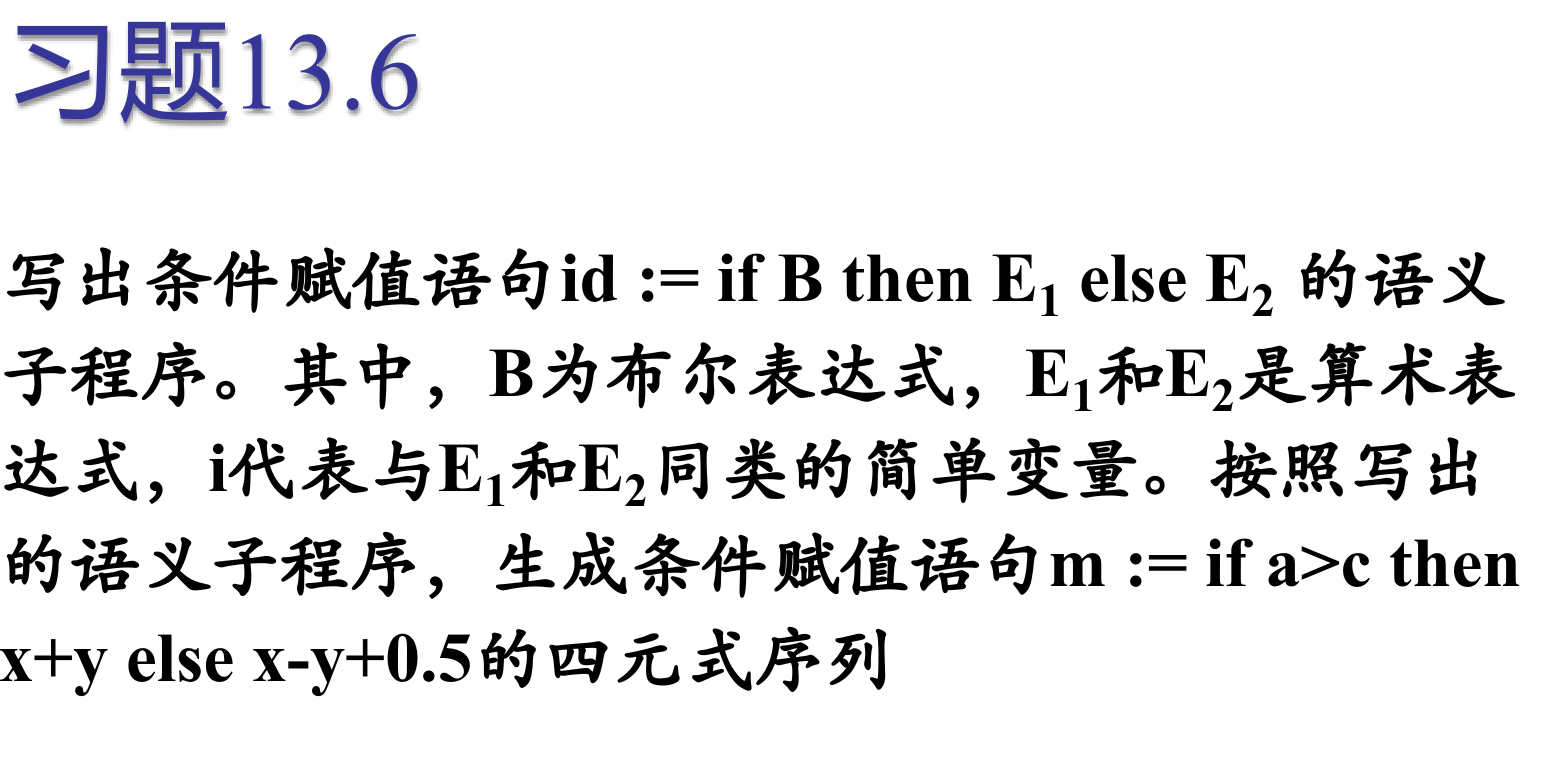 习题13.6
写出条件赋值语句id := if B then E₁ else E₂ 的语义
子程序。其中，B为布尔表达式，E₁和E₂是算术表
达式，i代表与E₁和E₂同类的简单变量。按照写出
的语义子程序，生成条件赋值语句m := if a>c then
x+y else x-y+0.5的四元式序列